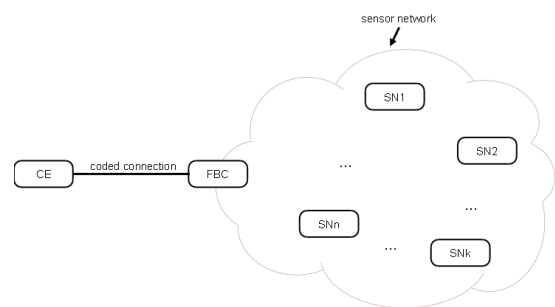 sensor network
SN1
SN2
coded connection
CE
FBC
...
...
SNn
...
SNk